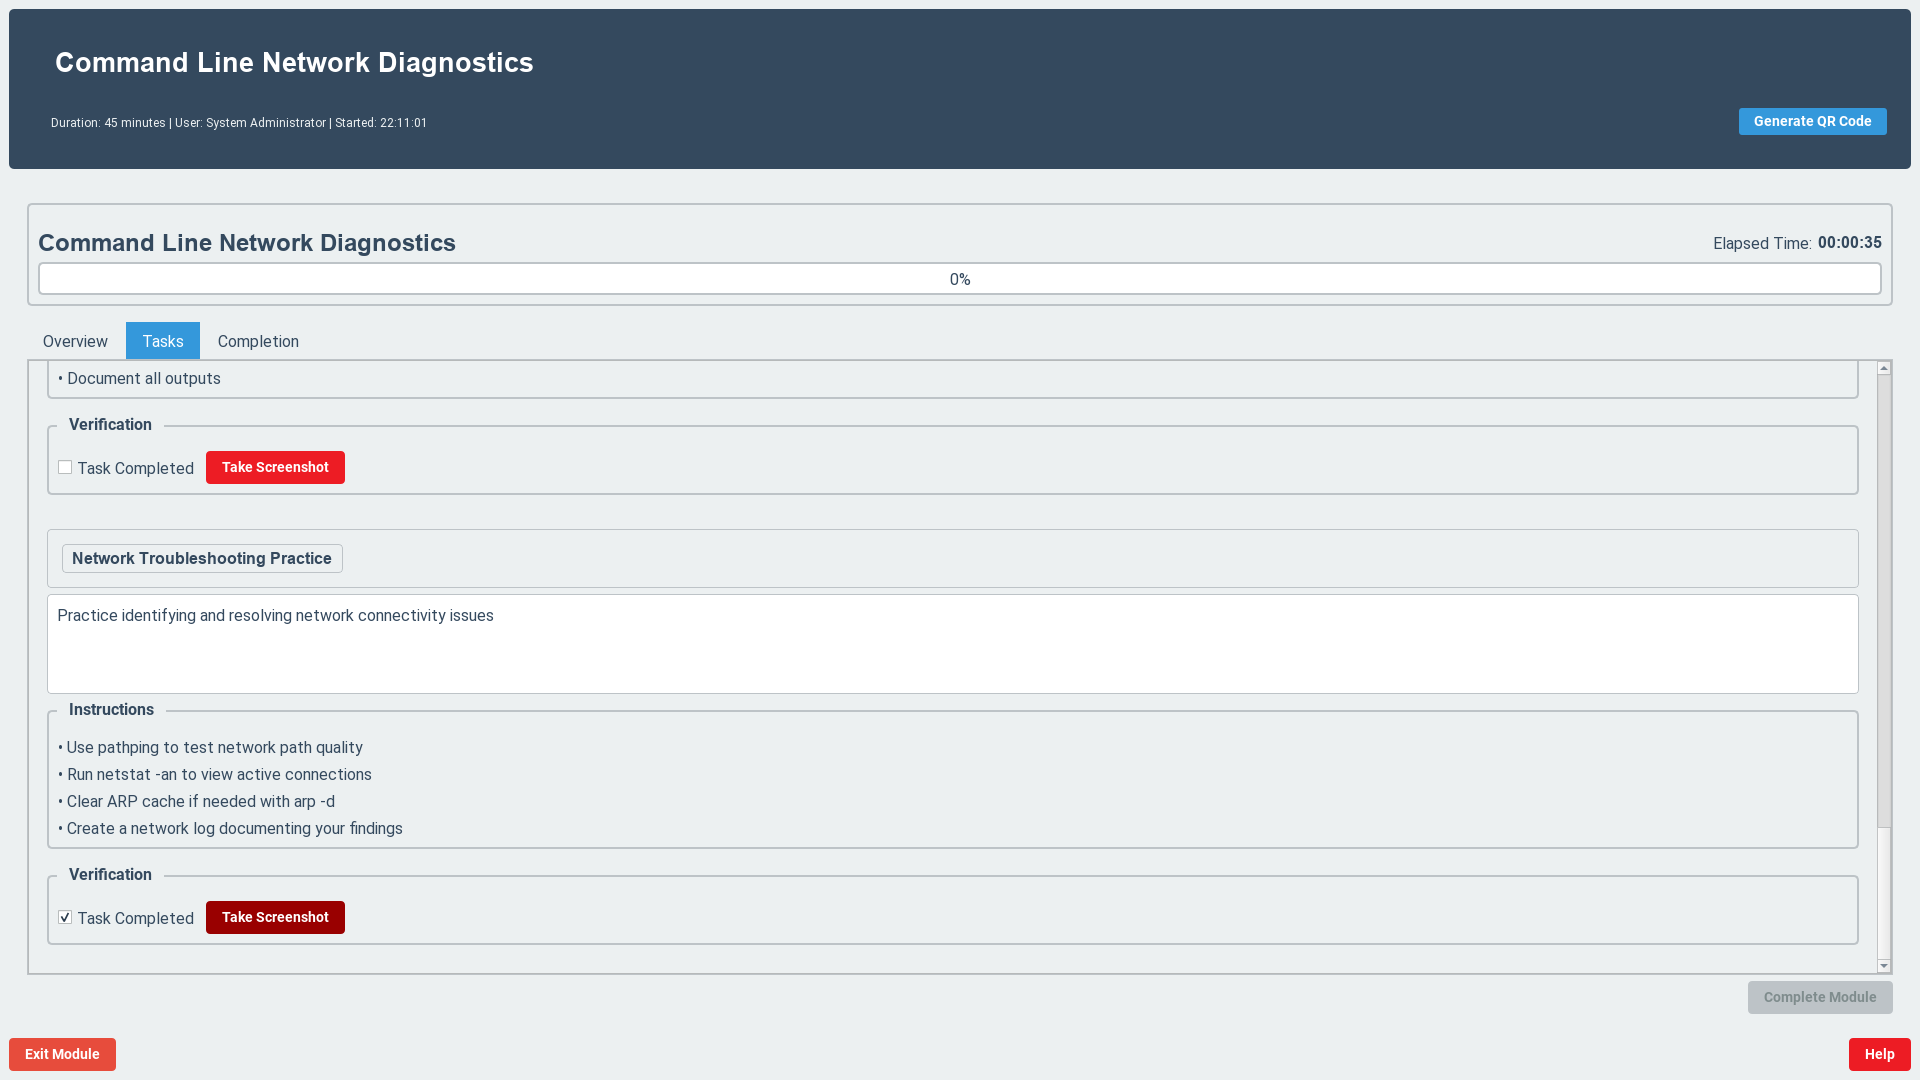 Command Line Network Diagnostics
Duration: 45 minutes | User: System Administrator | Started: 22:11:01
Generate QR Code
Command Line Network Diagnostics
Elapsed Time: 00:00:35
0%
Overview
Tasks
Completion
• Document all outputs
Verification
Task Completed
Take Screenshot
Network Troubleshooting Practice
Practice identifying and resolving network connectivity issues
Instructions
• Use pathping to test network path quality
• Run netstat -an to view active connections
• Clear ARP cache if needed with arp -d
• Create a network log documenting your findings
Verification
Task Completed
Take Screenshot
Complete Module
Exit Module
Help